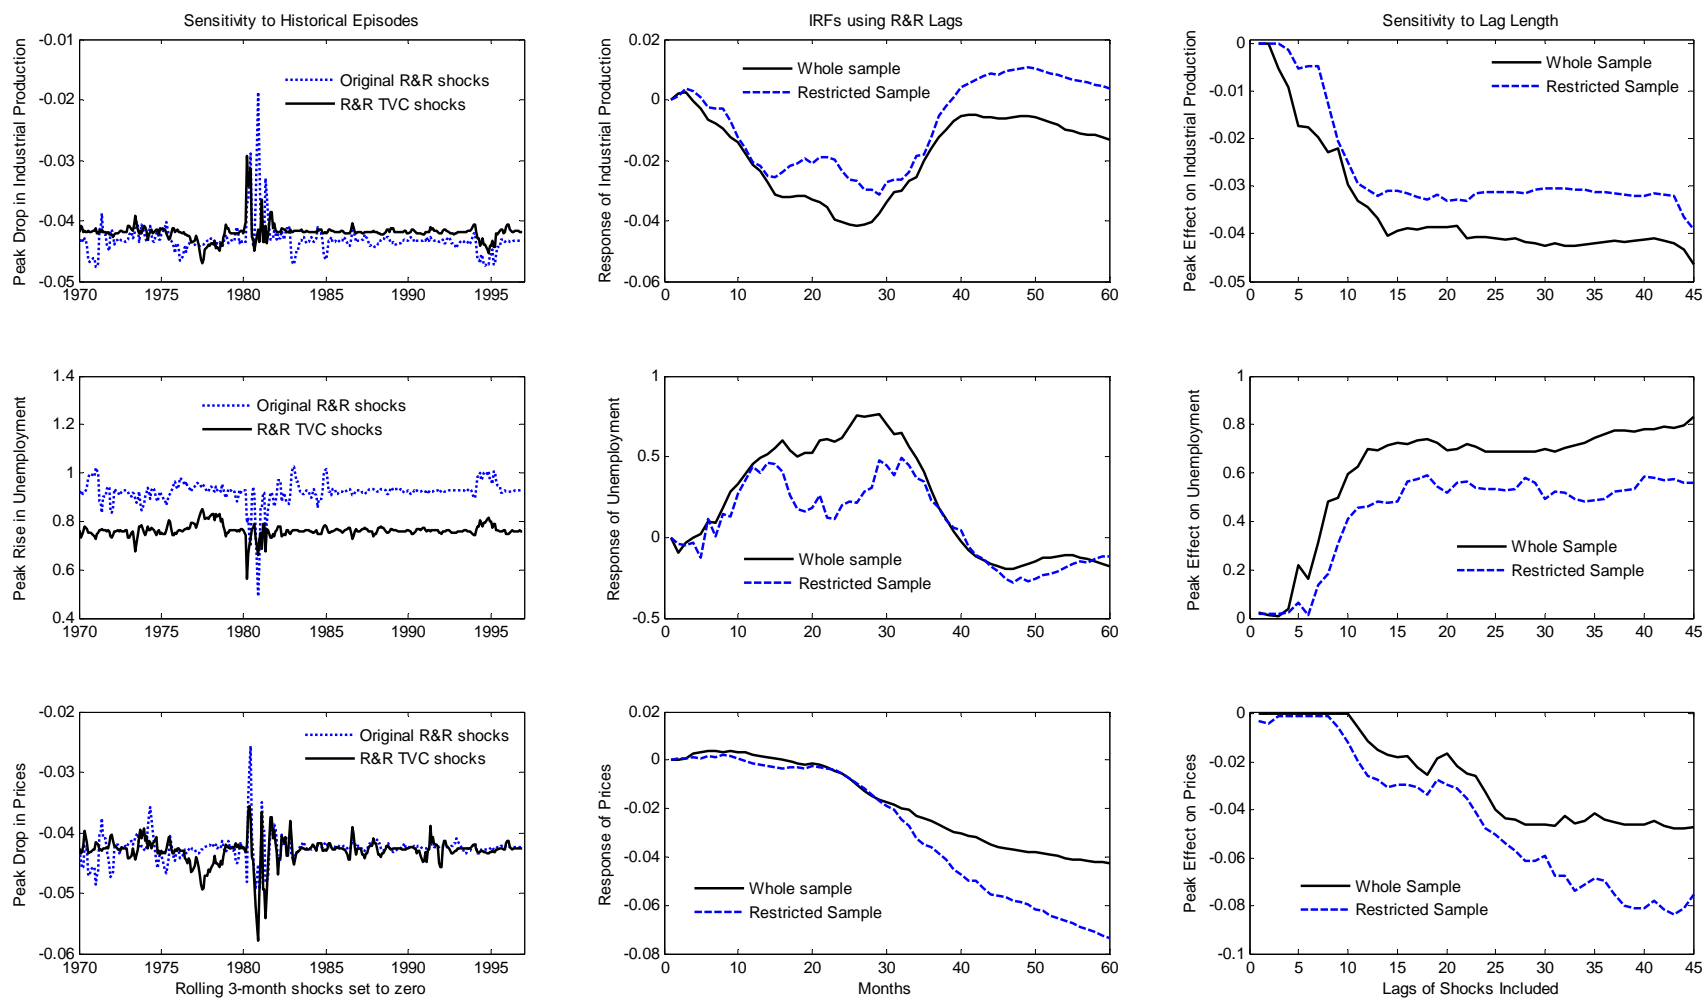 Sensitivity to Historical Episodes
Peak Drop in Industrial Production
-0.01
-0.02
-0.03
-0.04
-0.05
Original R&R shocks
R&R TVC shocks
1970 1975 1980 1985 1990 1995
IRFs using R&R Lags
Response of Industrial Production
0.02
0
-0.02
-0.04
-0.06
Whole sample
Restricted Sample
0 10 20 30 40 50 60
Sensitivity to Lag Length
Peak Effect on Industrial Production
0
-0.01
-0.02
-0.03
-0.04
-0.05
Whole Sample
Restricted Sample
0 5 10 15 20 25 30 35 40 45
Peak Rise in Unemployment
1.4
1.2
1
0.8
0.6
0.4
Original R&R shocks
R&R TVC shocks
1970 1975 1980 1985 1990 1995
Response of Unemployment
1
0.5
0
-0.5
Whole sample
Restricted Sample
0 10 20 30 40 50 60
Peak Effect on Unemployment
1
0.8
0.6
0.4
0.2
0
Whole Sample
Restricted Sample
0 5 10 15 20 25 30 35 40 45
Peak Drop in Prices
-0.02
-0.03
-0.04
-0.05
-0.06
Original R&R shocks
R&R TVC shocks
1970 1975 1980 1985 1990 1995
Rolling 3-month shocks set to zero
Response of Prices
0.02
0
-0.02
-0.04
-0.06
-0.08
Whole sample
Restricted Sample
0 10 20 30 40 50 60
Months
Peak Effect on Prices
0
-0.02
-0.04
-0.06
-0.08
-0.1
Whole Sample
Restricted Sample
0 5 10 15 20 25 30 35 40 45
Lags of Shocks Included